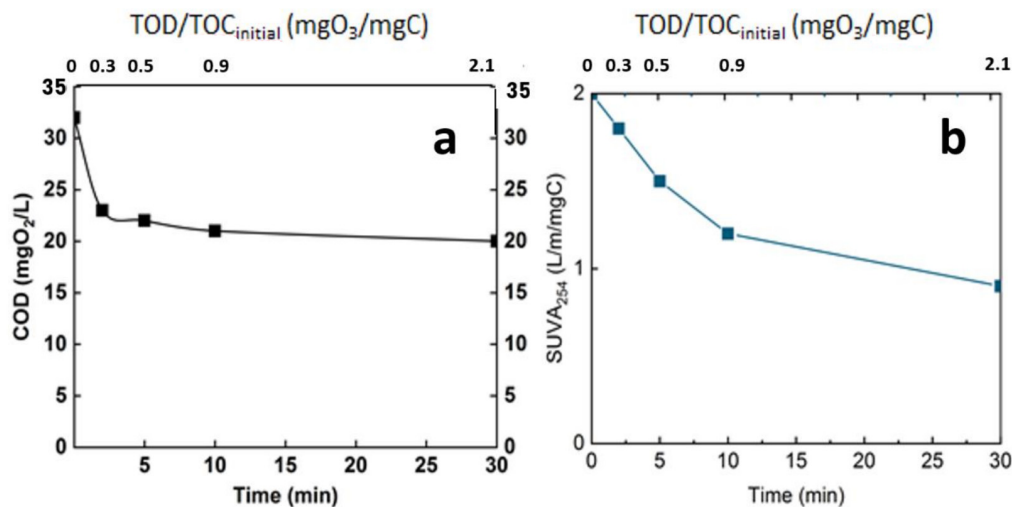 TOD/TOCinitial (mgO3/mgC)
0 0.3 0.5 0.9 2.1
35 35
30 30
25 25
20 20
15 15
10 10
5 5
0 0
5 10 15 20 25 30
COD (mgO2/L)
Time (min)
a
TOD/TOCinitial (mgO3/mgC)
0 0.3 0.5 0.9 2.1
2
1
0
0 5 10 15 20 25 30
SUVA254 (L/m/mgC)
Time (min)
b